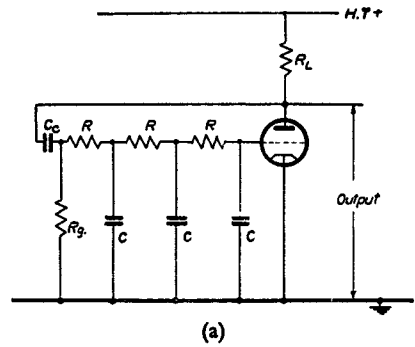 H.T+
R_L
C_c R R R
Output
R_g. C C C
(a)